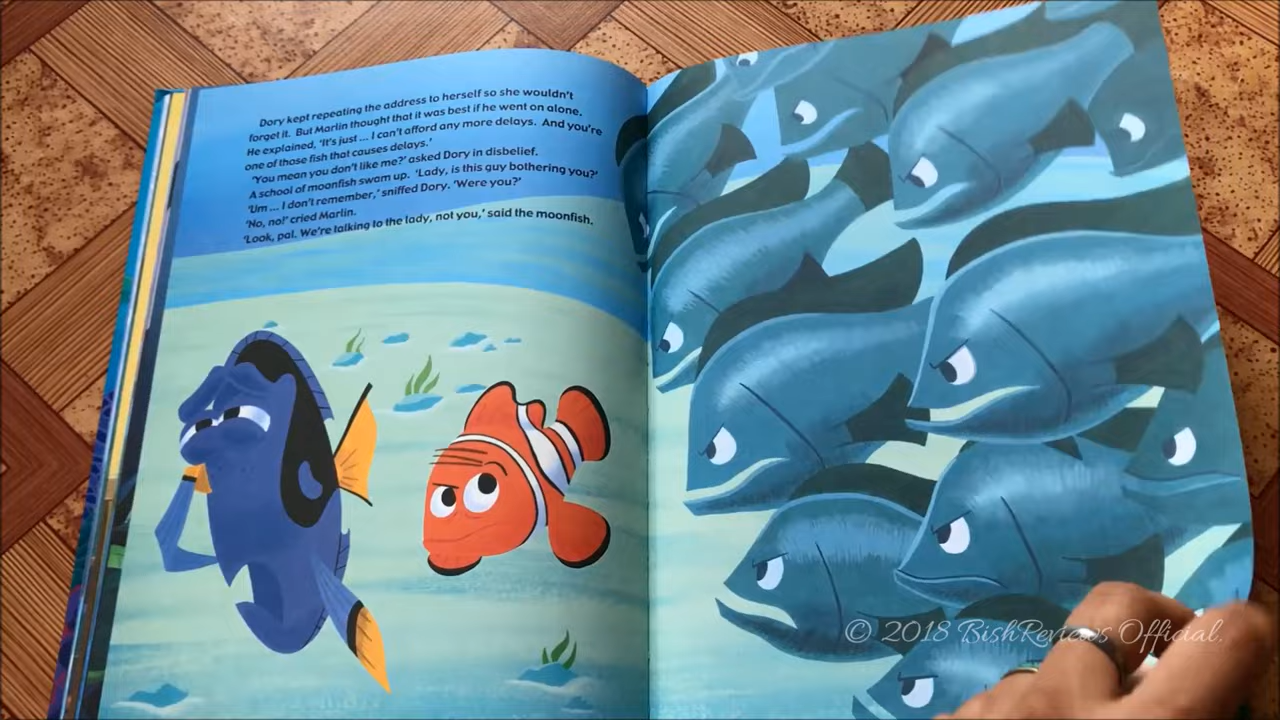 Dory kept repeating the address to herself so she wouldn't
forget it. But Marlin thought that it was best if he went on alone.
He explained, 'It's just ... I can't afford any more delays. And you're
one of those fish that causes delays.'
'You mean you don't like me?' asked Dory in disbelief.
A school of moonfish swam up. 'Lady, is this guy bothering you?'
'Um ... I don't remember,' sniffed Dory. 'Were you?'
'No, no!' cried Marlin.
'Look, pal. We're talking to the lady, not you,' said the moonfish.
© 2018 BishReviews Official.